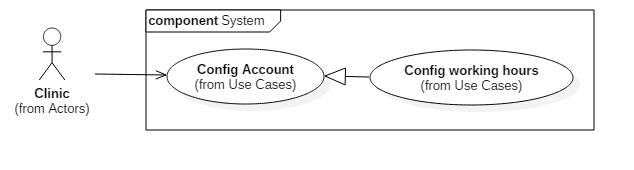 component System
Config Account
(from Use Cases)
Config working hours
(from Use Cases)
Clinic
(from Actors)